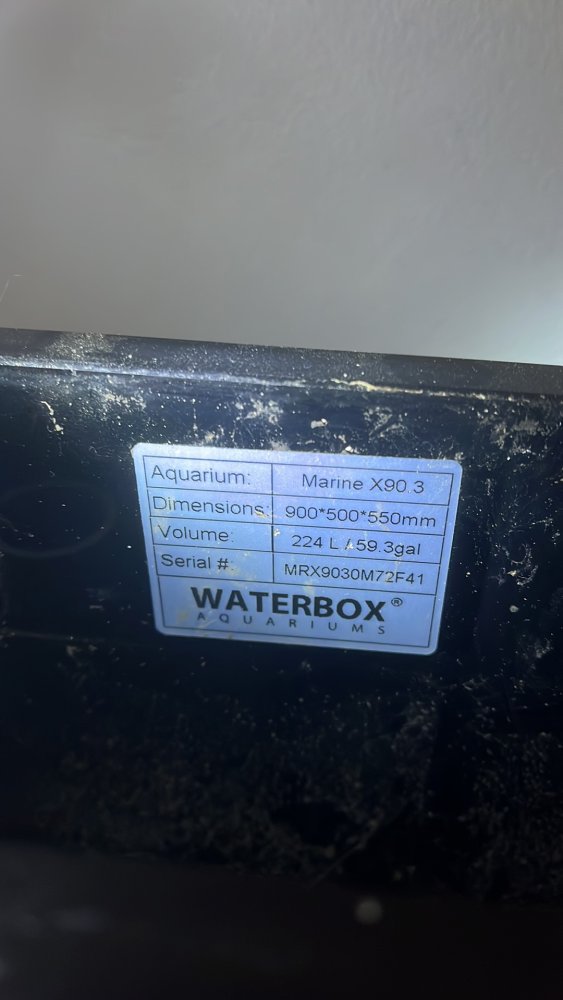 Aquarium: Marine X90.3
Dimensions: 900*500*550mm
Volume: 224 L / 59.3gal
Serial #: MRX9030M72F41
WATERBOX®
AQUARIUMS